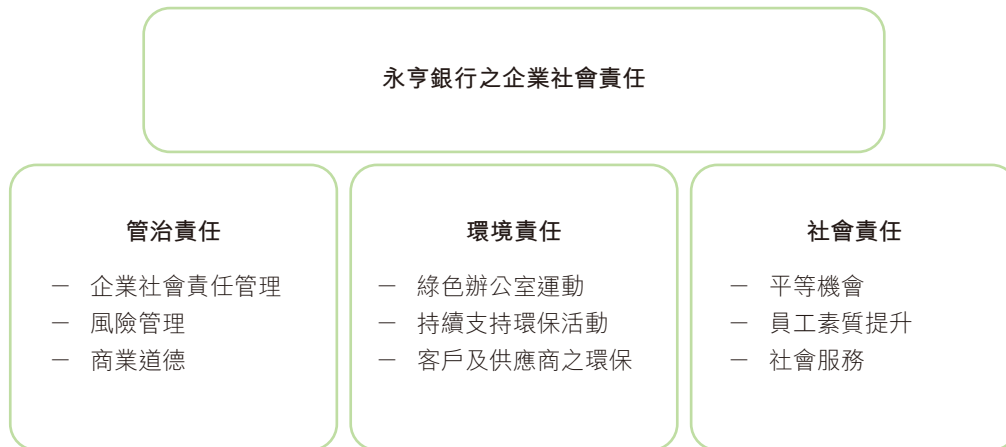 永亨銀行之企業社會責任
管治責任
－ 企業社會責任管理
－ 風險管理
－ 商業道德
環境責任
－ 綠色辦公室運動
－ 持續支持環保活動
－ 客戶及供應商之環保
社會責任
－ 平等機會
－ 員工素質提升
－ 社會服務